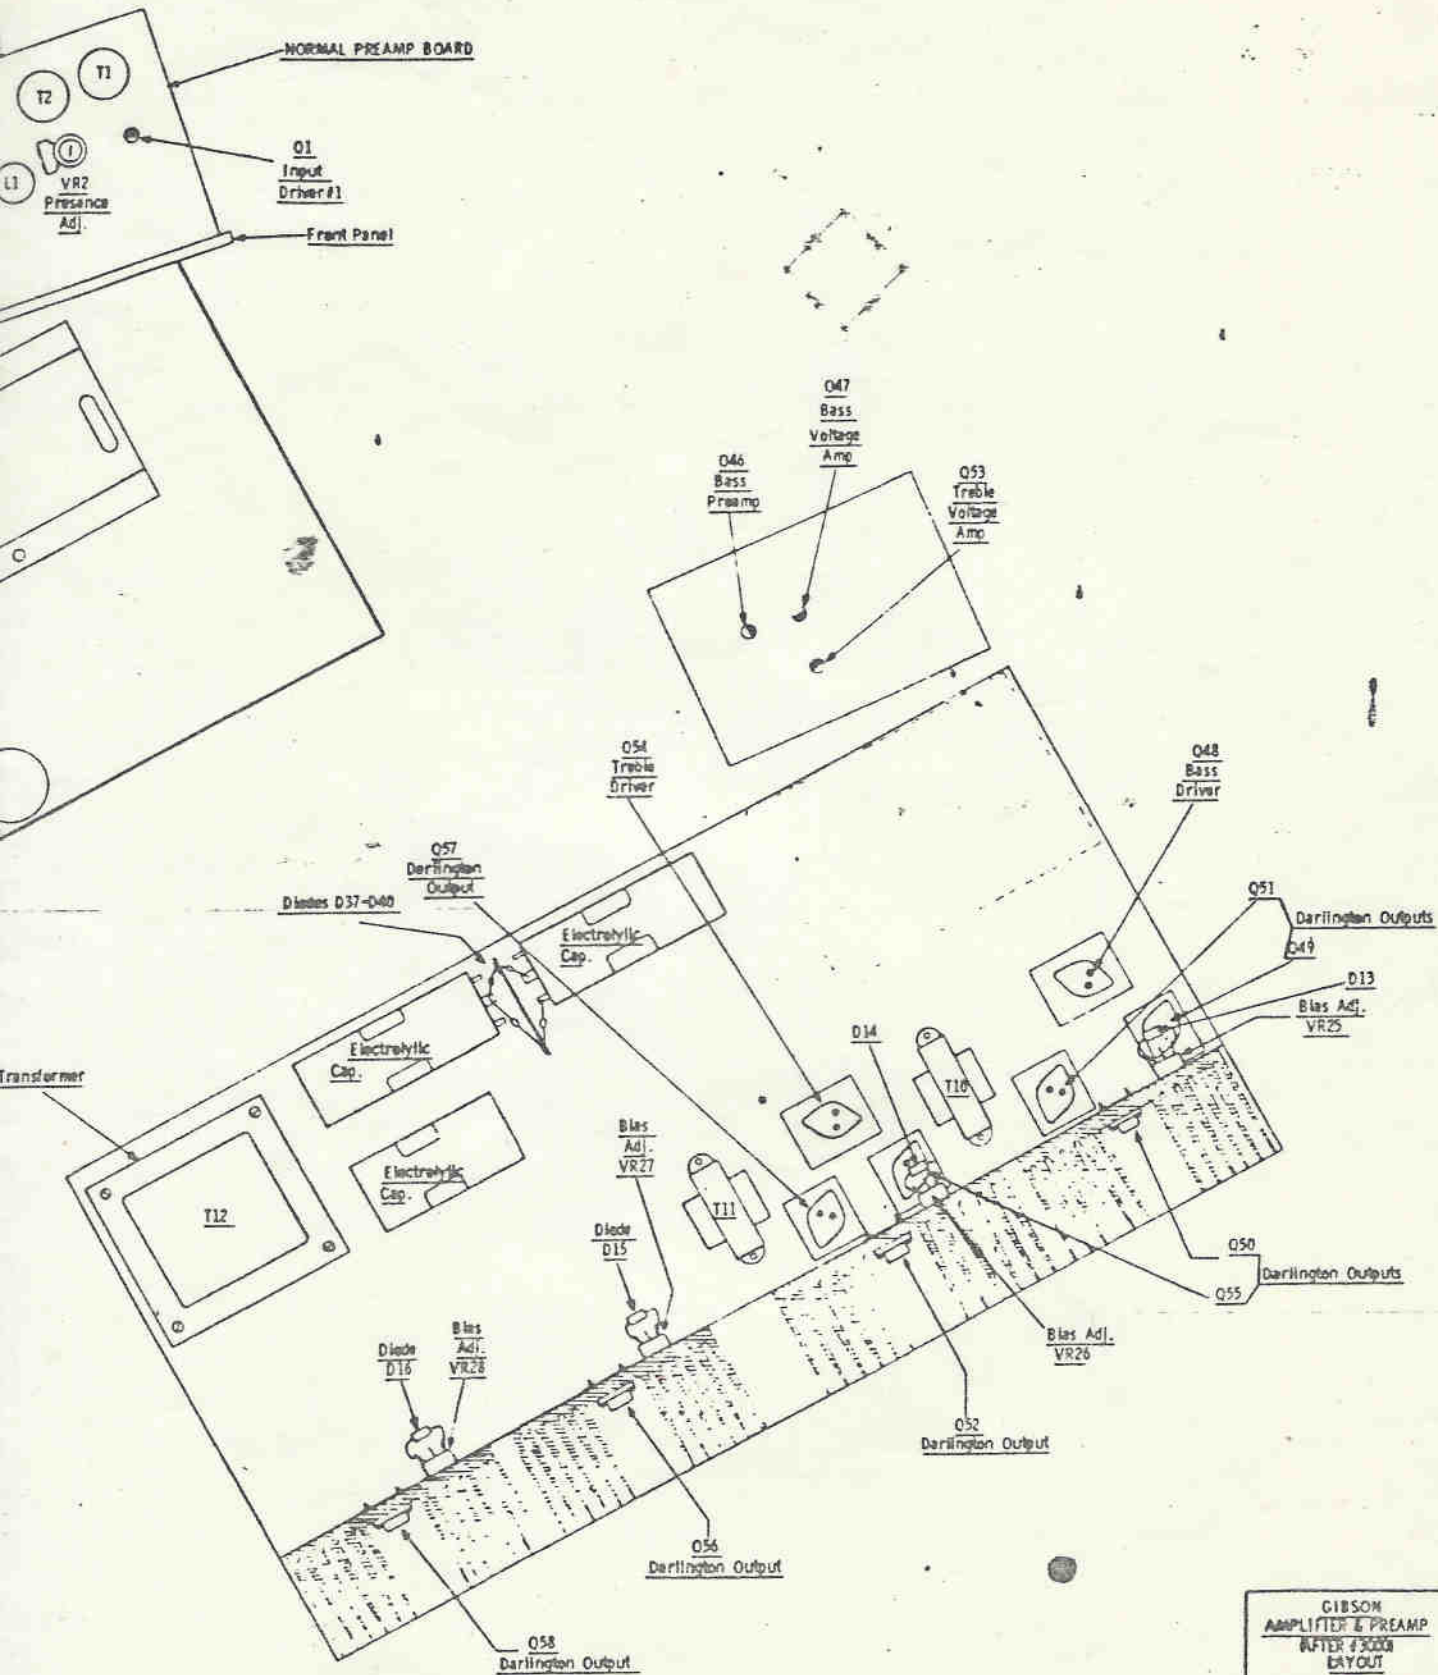 NORMAL PREAMP BOARD
T1
T2
Q1
Input
Driver #1
L1
VR2
Presence
Adj.
Front Panel
Q47
Bass
Voltage
Amp
Q46
Bass
Preamp
Q53
Treble
Voltage
Amp
Q54
Treble
Driver
Q48
Bass
Driver
Q57
Darlington
Output
Diodes D37-D40
Q51
Darlington Outputs
Q49
D13
Bias Adj.
VR25
Electrolytic
Cap.
D14
Electrolytic
Cap.
T10
Transformer
Electrolytic
Cap.
Bias
Adj.
VR27
T11
T12
Diode
D15
Q50
Darlington Outputs
Q55
Bias Adj.
VR26
Diode
D16
Bias
Adj.
VR28
Q52
Darlington Output
Q56
Darlington Output
Q58
Darlington Output
GIBSON
AMPLIFIER & PREAMP
AFTER
LAYOUT